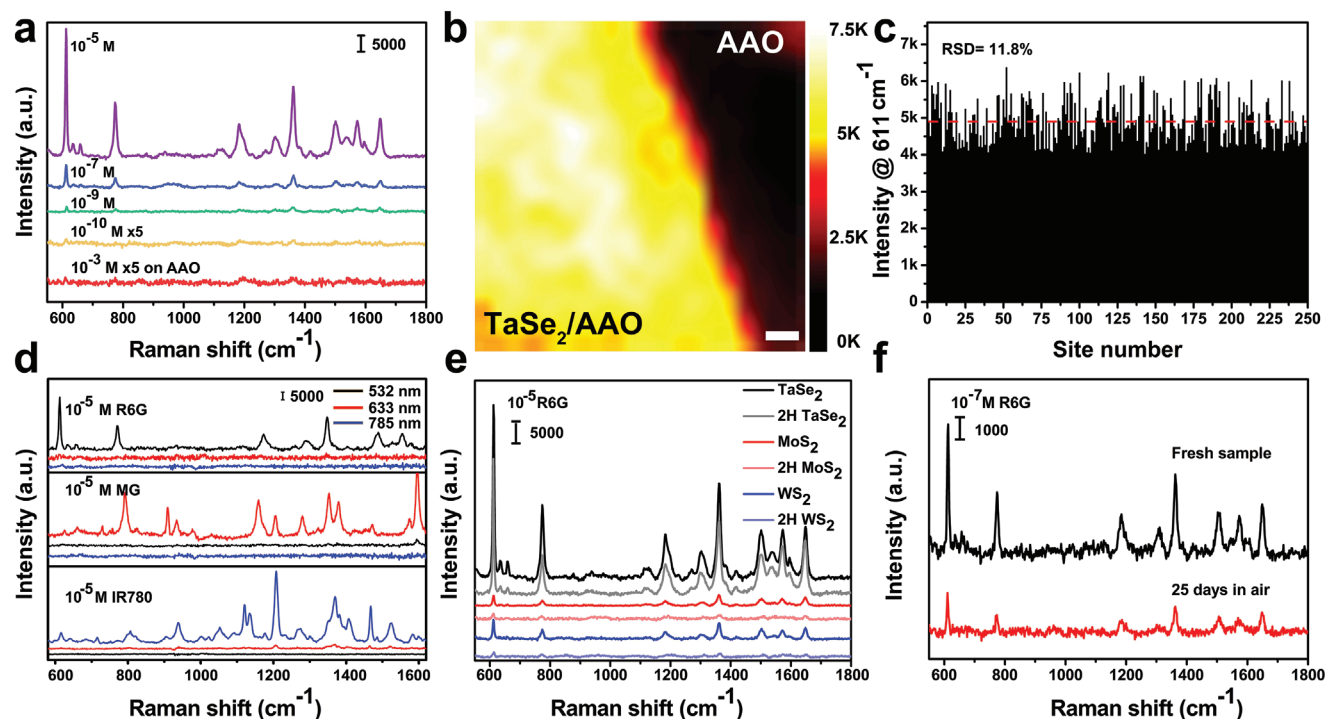 a
10⁻⁵ M
5000
10⁻⁷ M
10⁻⁹ M
10⁻¹⁰ M x5
10⁻³ M x5 on AAO
Intensity (a.u.)
600 800 1000 1200 1400 1600 1800
Raman shift (cm⁻¹)
b
AAO
TaSe₂/AAO
7.5K
5K
2.5K
0K
c
RSD= 11.8%
7k
6k
5k
4k
3k
2k
1k
0
Intensity @ 611 cm⁻¹
0 25 50 75 100 125 150 175 200 225 250
Site number
d
10⁻⁵ M R6G
5000
532 nm
633 nm
785 nm
10⁻⁵ M MG
10⁻⁵ M IR780
Intensity (a.u.)
600 800 1000 1200 1400 1600
Raman shift (cm⁻¹)
e
10⁻⁵R6G
5000
TaSe₂
2H TaSe₂
MoS₂
2H MoS₂
WS₂
2H WS₂
Intensity (a.u.)
600 800 1000 1200 1400 1600 1800
Raman shift (cm⁻¹)
f
10⁻⁷M R6G
1000
Fresh sample
25 days in air
Intensity (a.u.)
600 800 1000 1200 1400 1600 1800
Raman shift (cm⁻¹)